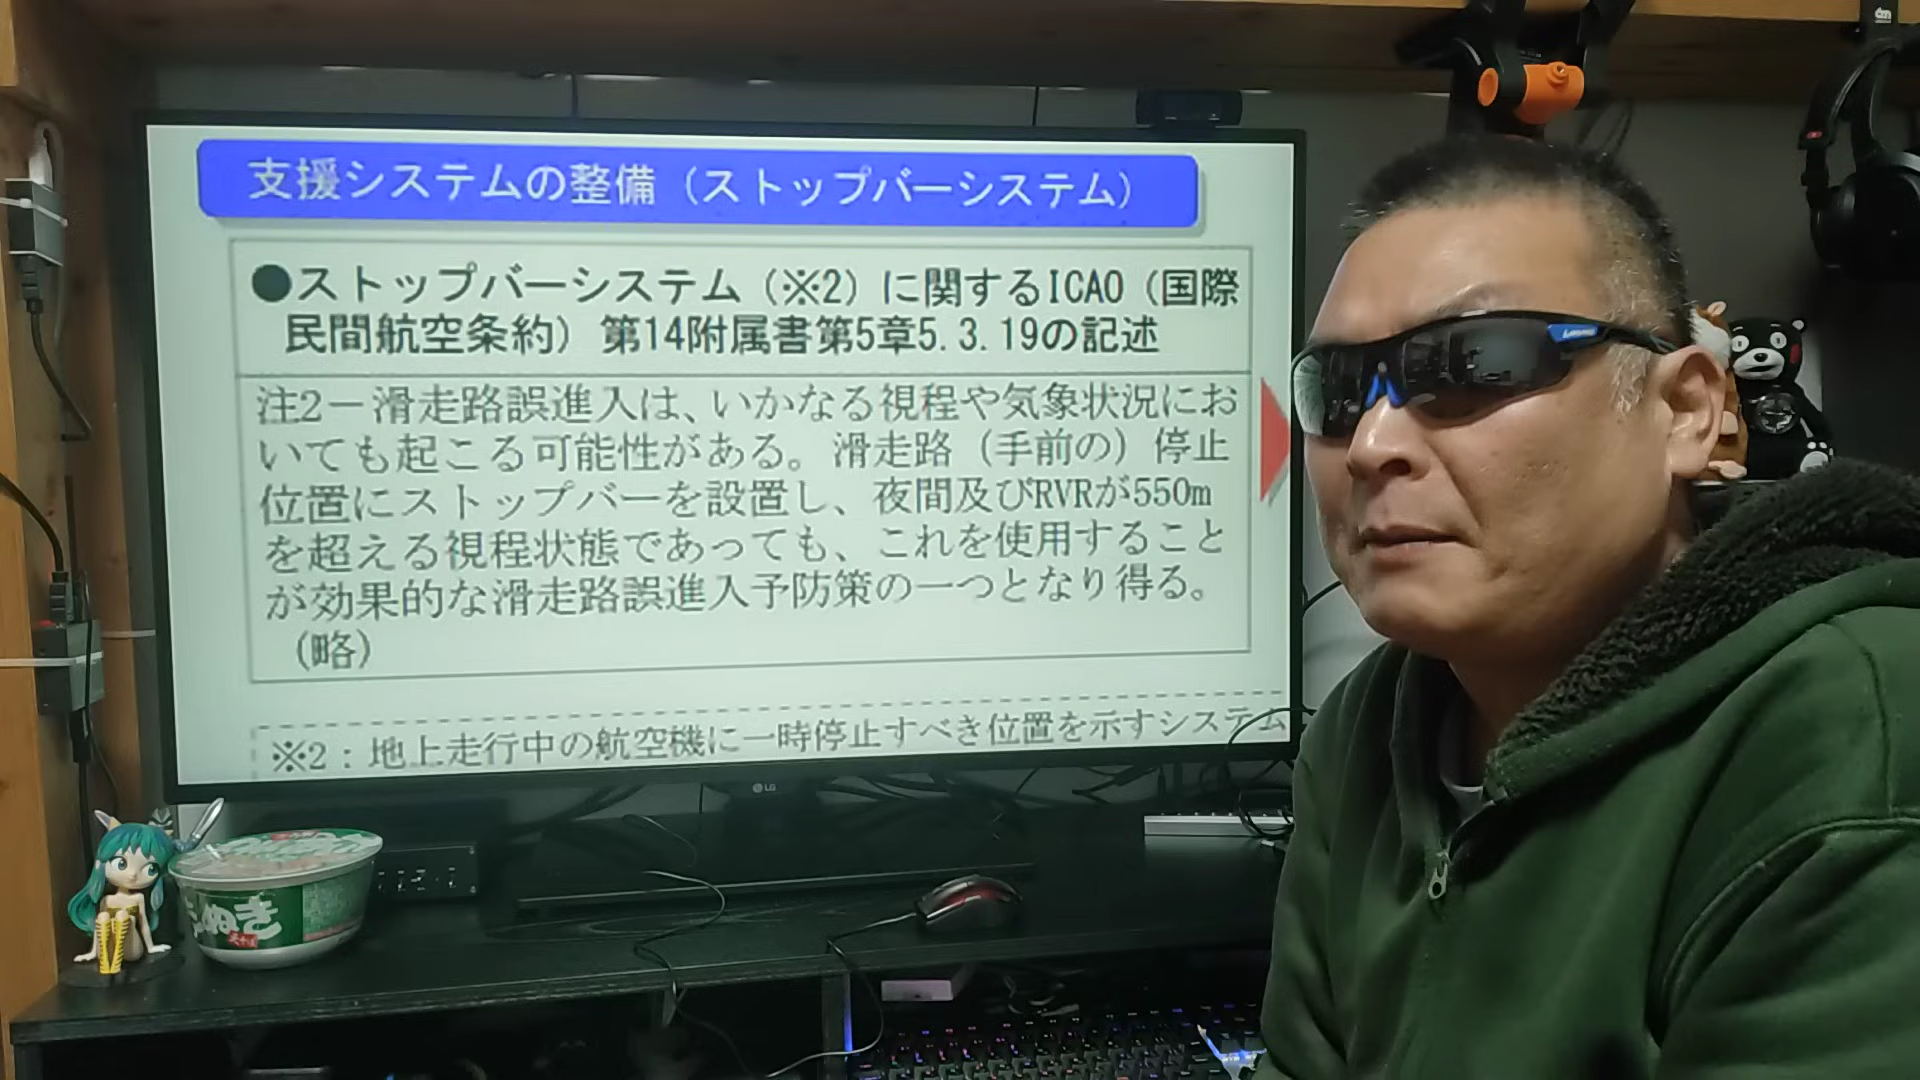 支援システムの整備（ストップバーシステム）
●ストップバーシステム（※2）に関するICAO（国際
民間航空条約）第14附属書第5章5.3.19の記述
注2－滑走路誤進入は、いかなる視程や気象状況にお
いても起こる可能性がある。滑走路（手前の）停止
位置にストップバーを設置し、夜間及びRVRが550m
を超える視程状態であっても、これを使用すること
が効果的な滑走路誤進入予防策の一つとなり得る。
（略）
※2：地上走行中の航空機に一時停止すべき位置を示すシステム
LG